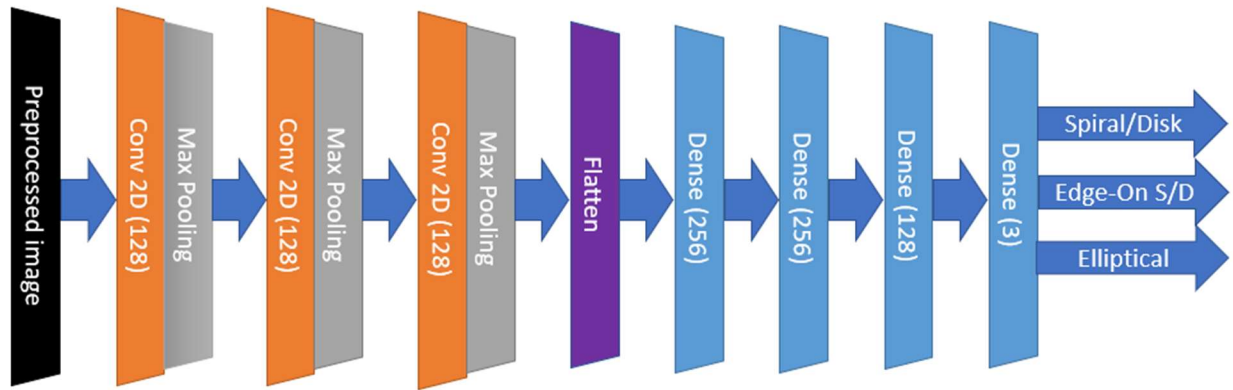 Preprocessed image
Conv 2D (128)
Max Pooling
Conv 2D (128)
Max Pooling
Conv 2D (128)
Max Pooling
Flatten
Dense (256)
Dense (256)
Dense (128)
Dense (3)
Spiral/Disk
Edge-On S/D
Elliptical